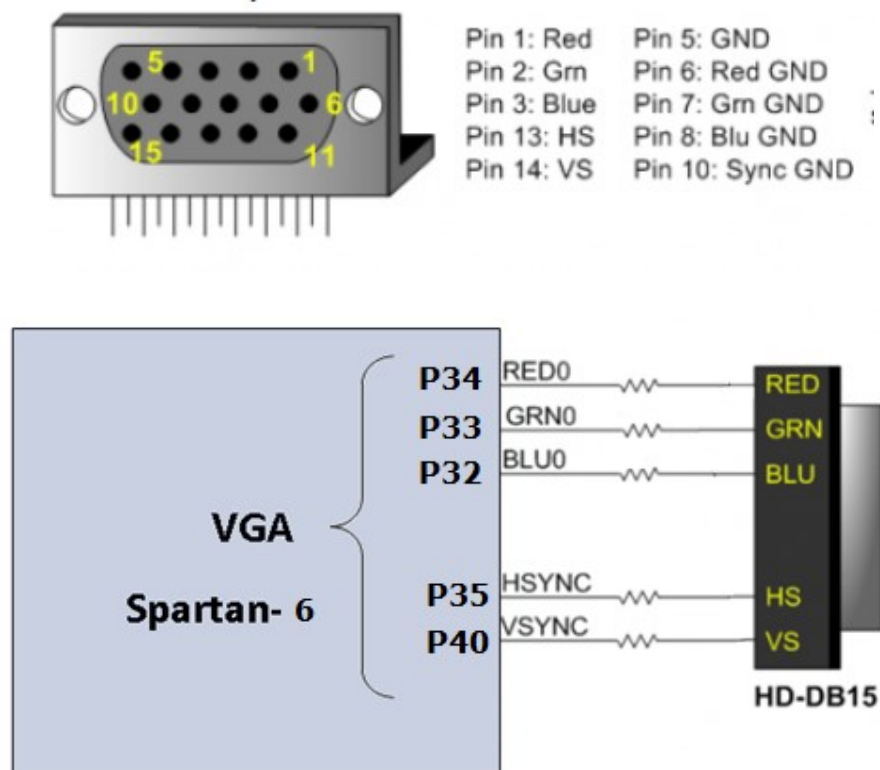 5 1
10 6
15 11
Pin 1: Red Pin 5: GND
Pin 2: Grn Pin 6: Red GND
Pin 3: Blue Pin 7: Grn GND
Pin 13: HS Pin 8: Blu GND
Pin 14: VS Pin 10: Sync GND
P34 RED0 RED
P33 GRN0 GRN
P32 BLU0 BLU
VGA
Spartan- 6
P35 HSYNC HS
P40 VSYNC VS
HD-DB15